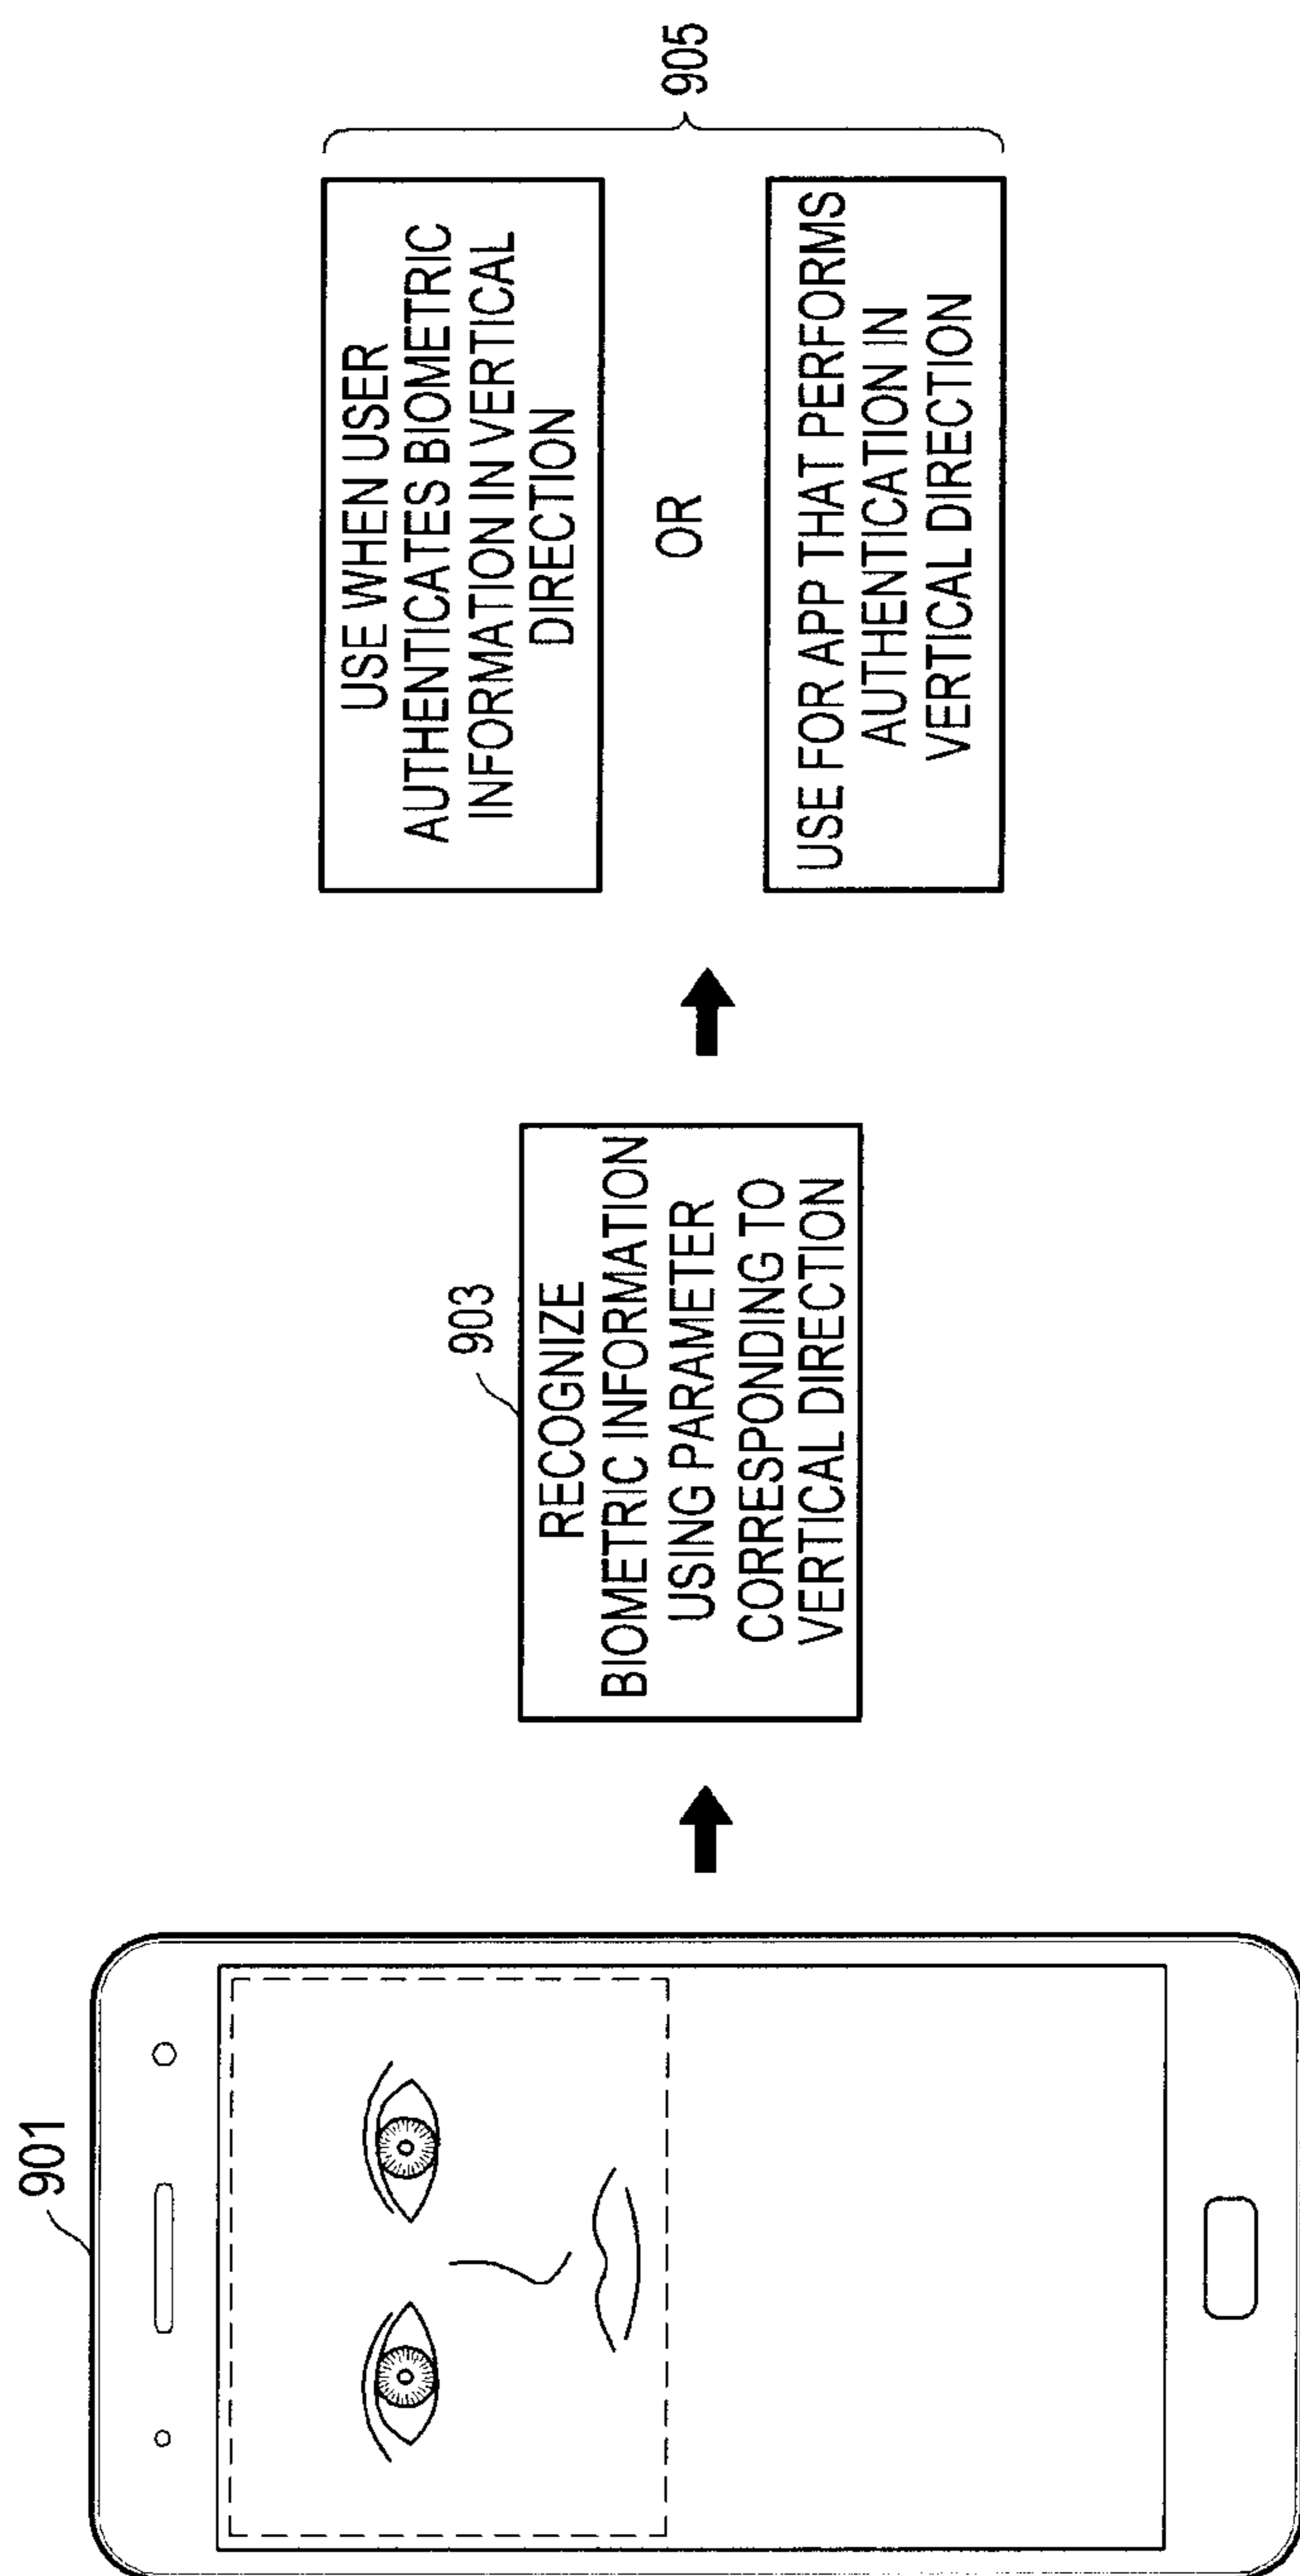 901
903
RECOGNIZE
BIOMETRIC INFORMATION
USING PARAMETER
CORRESPONDING TO
VERTICAL DIRECTION
USE WHEN USER
AUTHENTICATES BIOMETRIC
INFORMATION IN VERTICAL
DIRECTION
OR
USE FOR APP THAT PERFORMS
AUTHENTICATION IN
VERTICAL DIRECTION
905